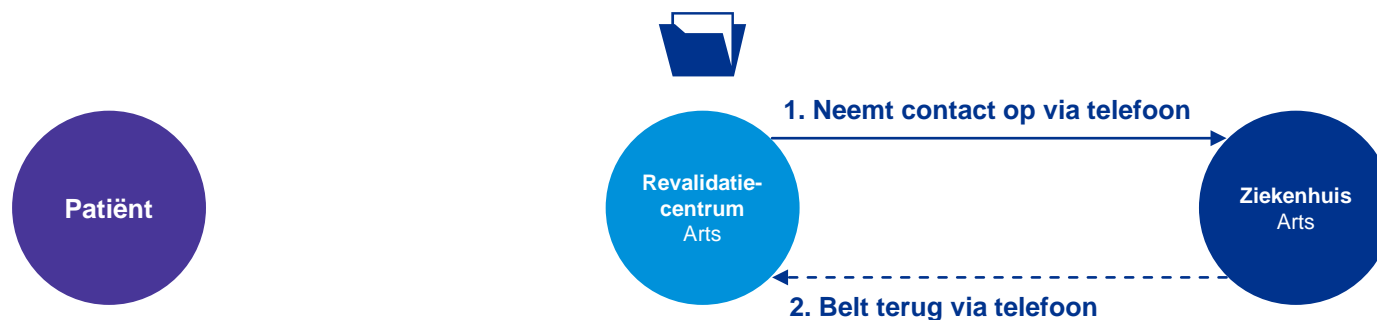 1. Neemt contact op via telefoon
Patiënt
Revalidatie-
centrum
Arts
Ziekenhuis
Arts
2. Belt terug via telefoon